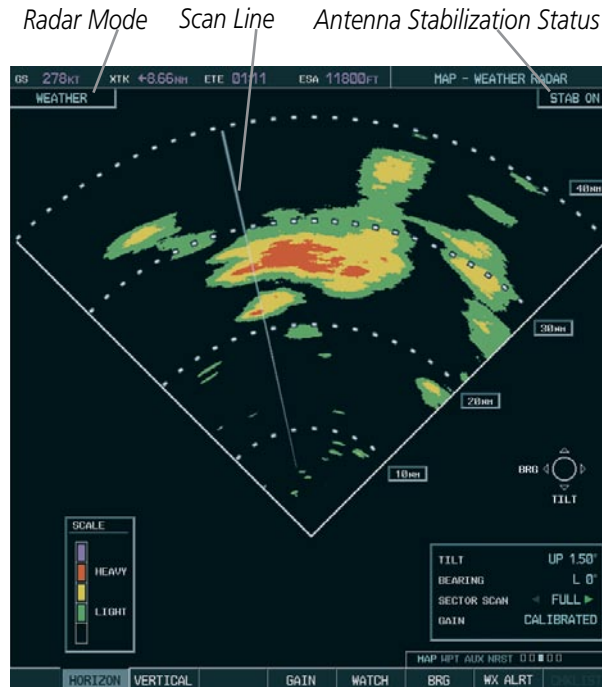 Radar Mode Scan Line Antenna Stabilization Status
GS 278KT XTK ←8.66NM ETE 01:11 ESA 11800FT MAP - WEATHER RADAR
WEATHER STAB ON
40NM
30NM
20NM
10NM
BRG
TILT
SCALE
HEAVY
LIGHT
TILT UP 1.50°
BEARING L 0°
SECTOR SCAN FULL
GAIN CALIBRATED
MAP WPT AUX NRST
HORIZON VERTICAL GAIN WATCH BRG WX ALRT CHKLIST